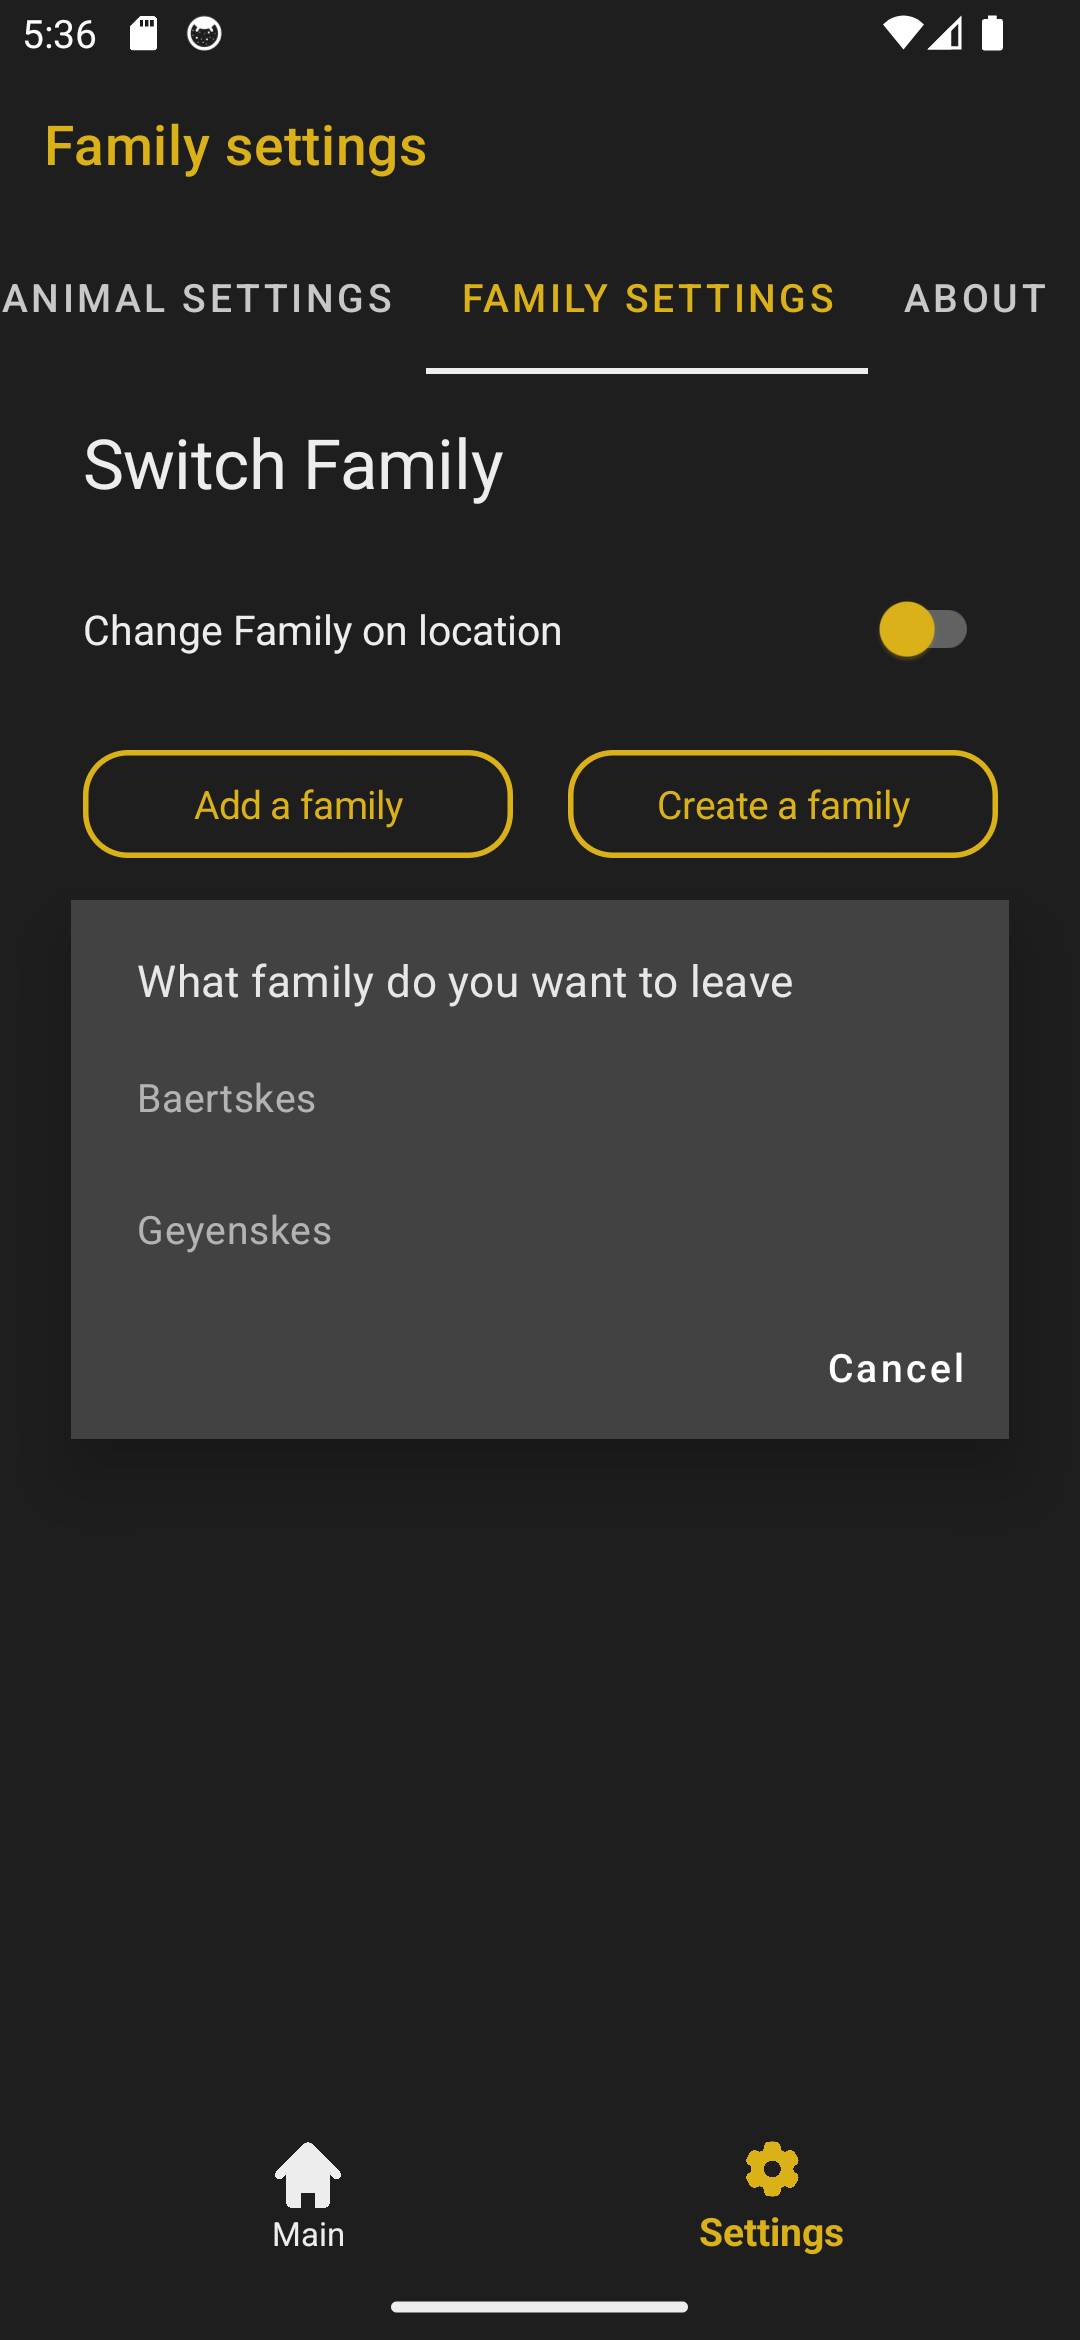 5:36
Family settings
ANIMAL SETTINGS
FAMILY SETTINGS
ABOUT
Switch Family
Change Family on location
Add a family
Create a family
What family do you want to leave
Baertskes
Geyenskes
Cancel
Main
Settings